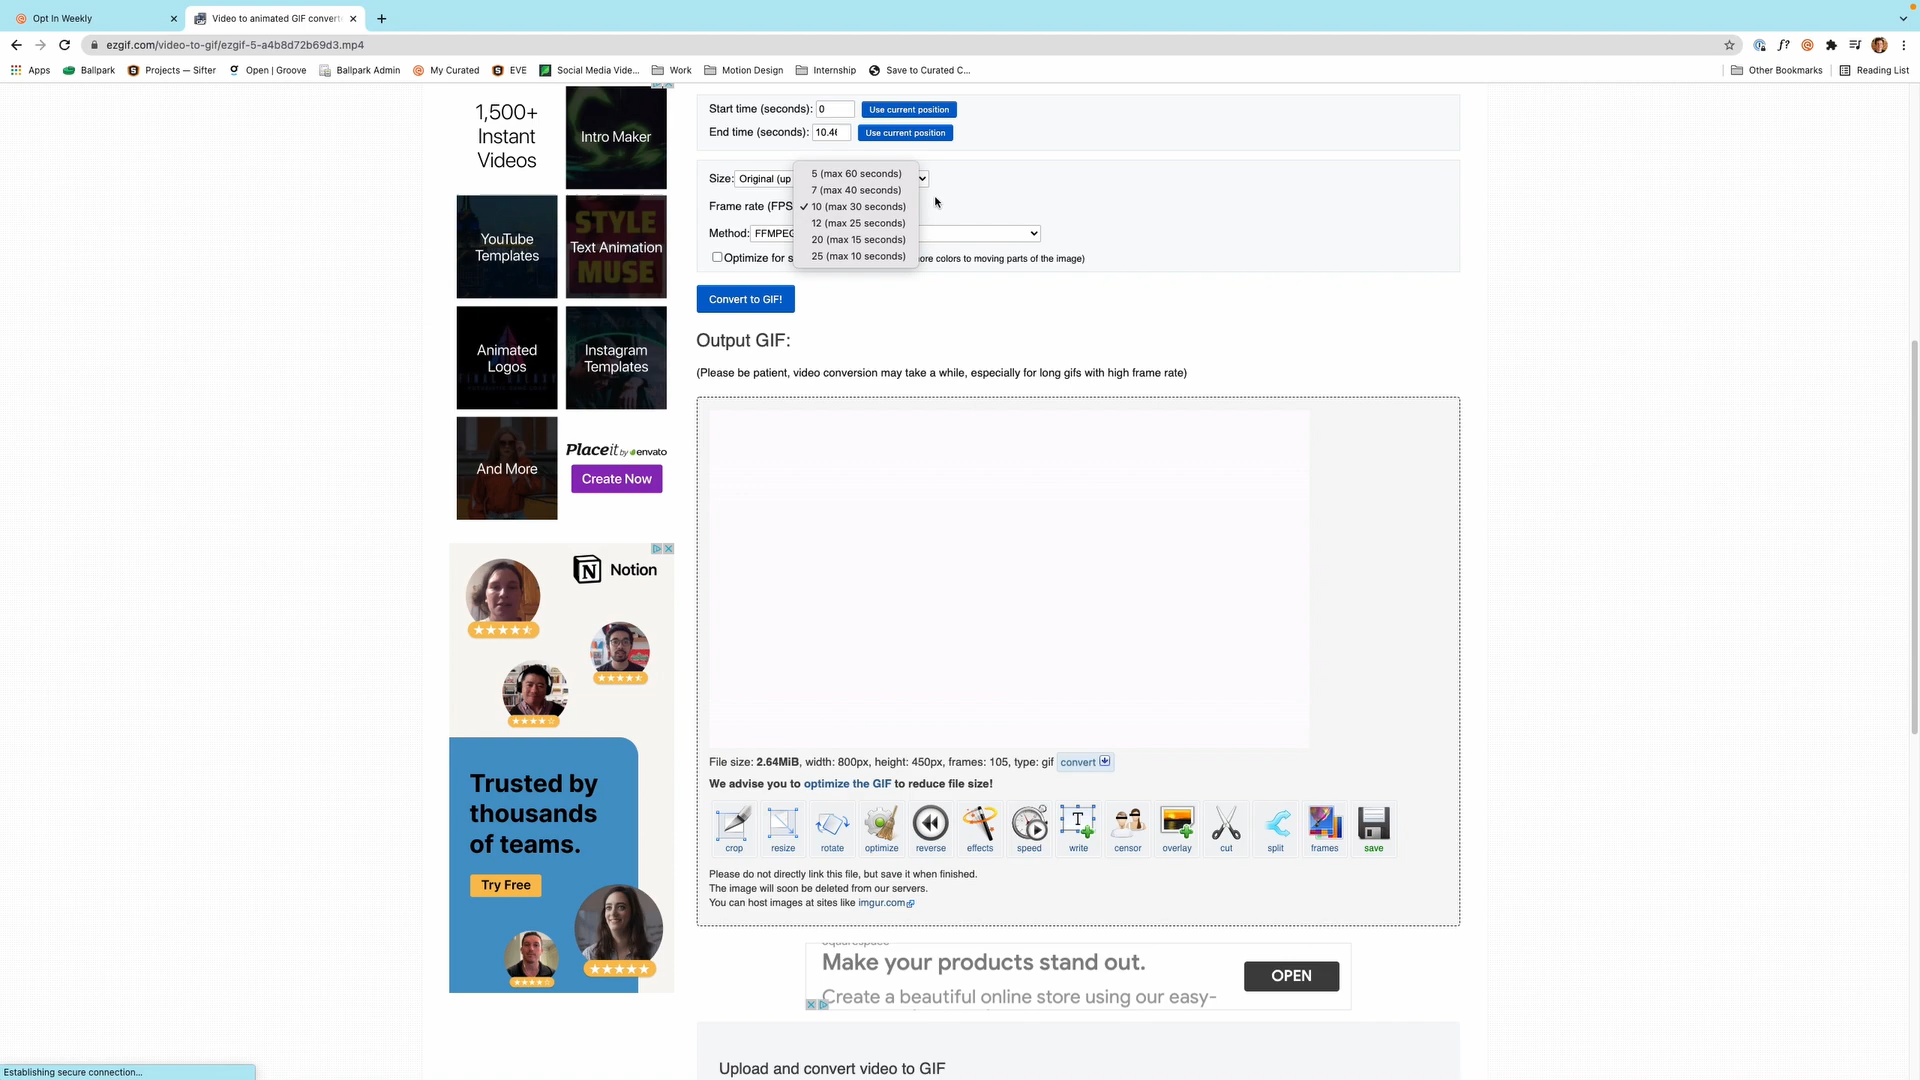 Opt In Weekly
Video to animated GIF converte
ezgif.com/video-to-gif/ezgif-5-a4b8d72b69d3.mp4
Apps
Ballpark
Projects — Sifter
Open | Groove
Ballpark Admin
My Curated
EVE
Social Media Vide...
Work
Motion Design
Internship
Save to Curated C...
Other Bookmarks
Reading List
1,500+
Instant
Videos
Intro Maker
YouTube
Templates
STYLE
Text Animation
MUSE
Animated
Logos
Instagram
Templates
And More
Placeit by envato
Create Now
Notion
Trusted by
thousands
of teams.
Try Free
Start time (seconds): 0 Use current position
End time (seconds): 10.46 Use current position
Size: Original (up
Frame rate (FPS
Method: FFMPEG
Optimize for s
ore colors to moving parts of the image)
5 (max 60 seconds)
7 (max 40 seconds)
✓ 10 (max 30 seconds)
12 (max 25 seconds)
20 (max 15 seconds)
25 (max 10 seconds)
Convert to GIF!
Output GIF:
(Please be patient, video conversion may take a while, especially for long gifs with high frame rate)
File size: 2.64MiB, width: 800px, height: 450px, frames: 105, type: gif convert
We advise you to optimize the GIF to reduce file size!
crop
resize
rotate
optimize
reverse
effects
speed
write
censor
overlay
cut
split
frames
save
Please do not directly link this file, but save it when finished.
The image will soon be deleted from our servers.
You can host images at sites like imgur.com
Make your products stand out.
Create a beautiful online store using our easy-
OPEN
Upload and convert video to GIF
Establishing secure connection...